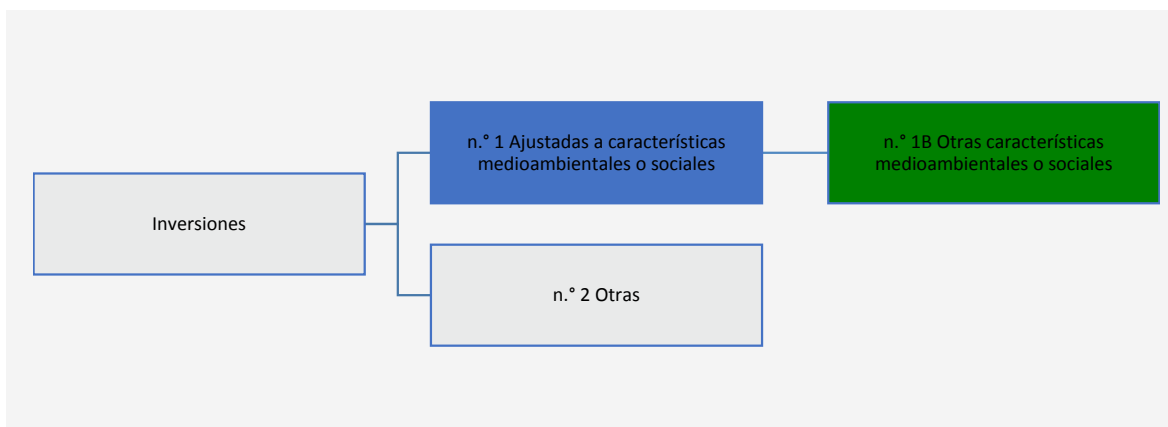 n.° 1 Ajustadas a características
medioambientales o sociales
n.° 1B Otras características
medioambientales o sociales
Inversiones
n.° 2 Otras